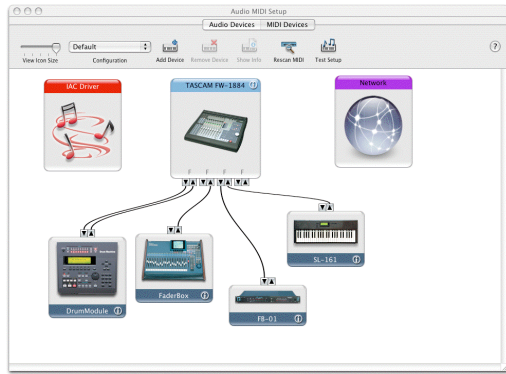 Audio MIDI Setup
Audio Devices MIDI Devices
Default
View Icon Size Configuration Add Device Remove Device Show Info Rescan MIDI Test Setup ?
IAC Driver
TASCAM FW-1884
Network
SL-161
FaderBox
DrumModule
FB-01